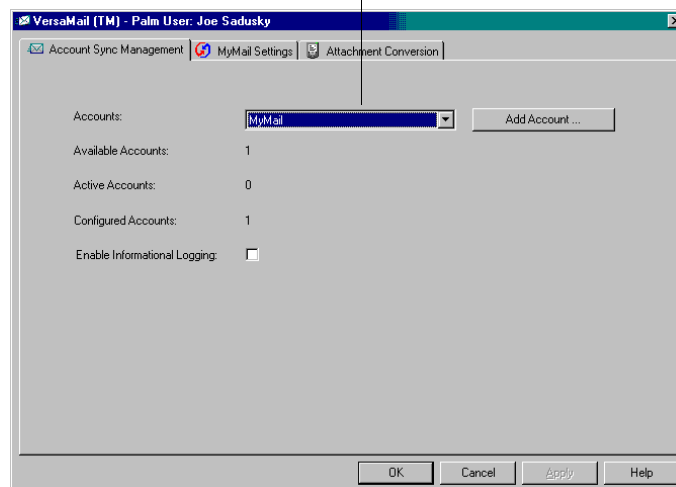 VersaMail (TM) - Palm User: Joe Sadusky
Account Sync Management MyMail Settings Attachment Conversion
Accounts: MyMail Add Account ...
Available Accounts: 1
Active Accounts: 0
Configured Accounts: 1
Enable Informational Logging:
OK Cancel Apply Help